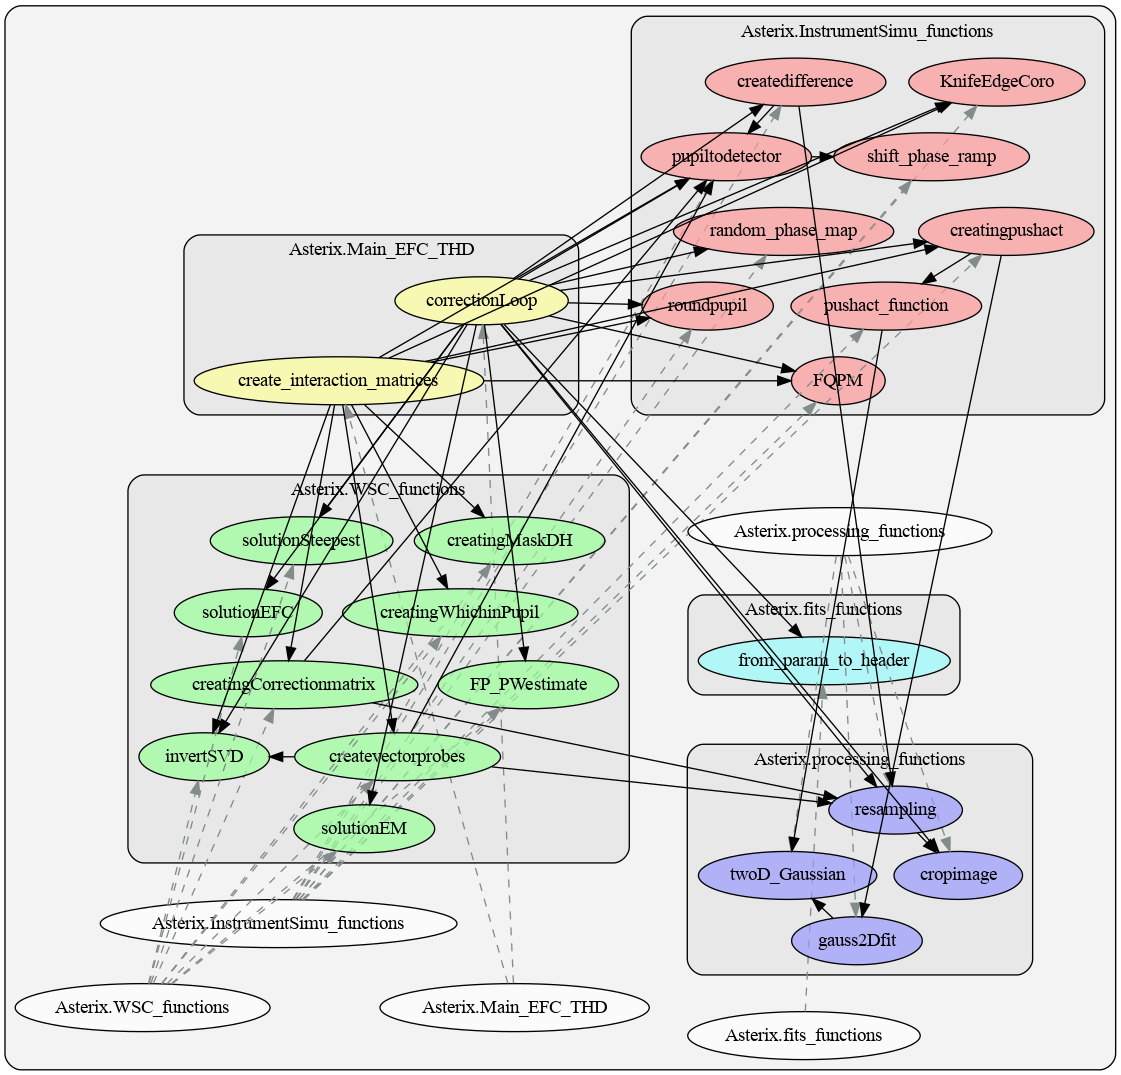 Asterix.InstrumentSimu_functions
createdifference
KnifeEdgeCoro
pupiltodetector
shift_phase_ramp
random_phase_map
creatingpushact
Asterix.Main_EFC_THD
correctionLoop
roundpupil
pushact_function
create_interaction_matrices
FQPM
Asterix.WSC_functions
solutionSteepest
creatingMaskDH
Asterix.processing_functions
solutionEFC
creatingWhichinPupil
Asterix.fits_functions
from_param_to_header
creatingCorrectionmatrix
FP_PWestimate
invertSVD
createvectorprobes
Asterix.processing_functions
resampling
solutionEM
twoD_Gaussian
cropimage
Asterix.InstrumentSimu_functions
gauss2Dfit
Asterix.WSC_functions
Asterix.Main_EFC_THD
Asterix.fits_functions